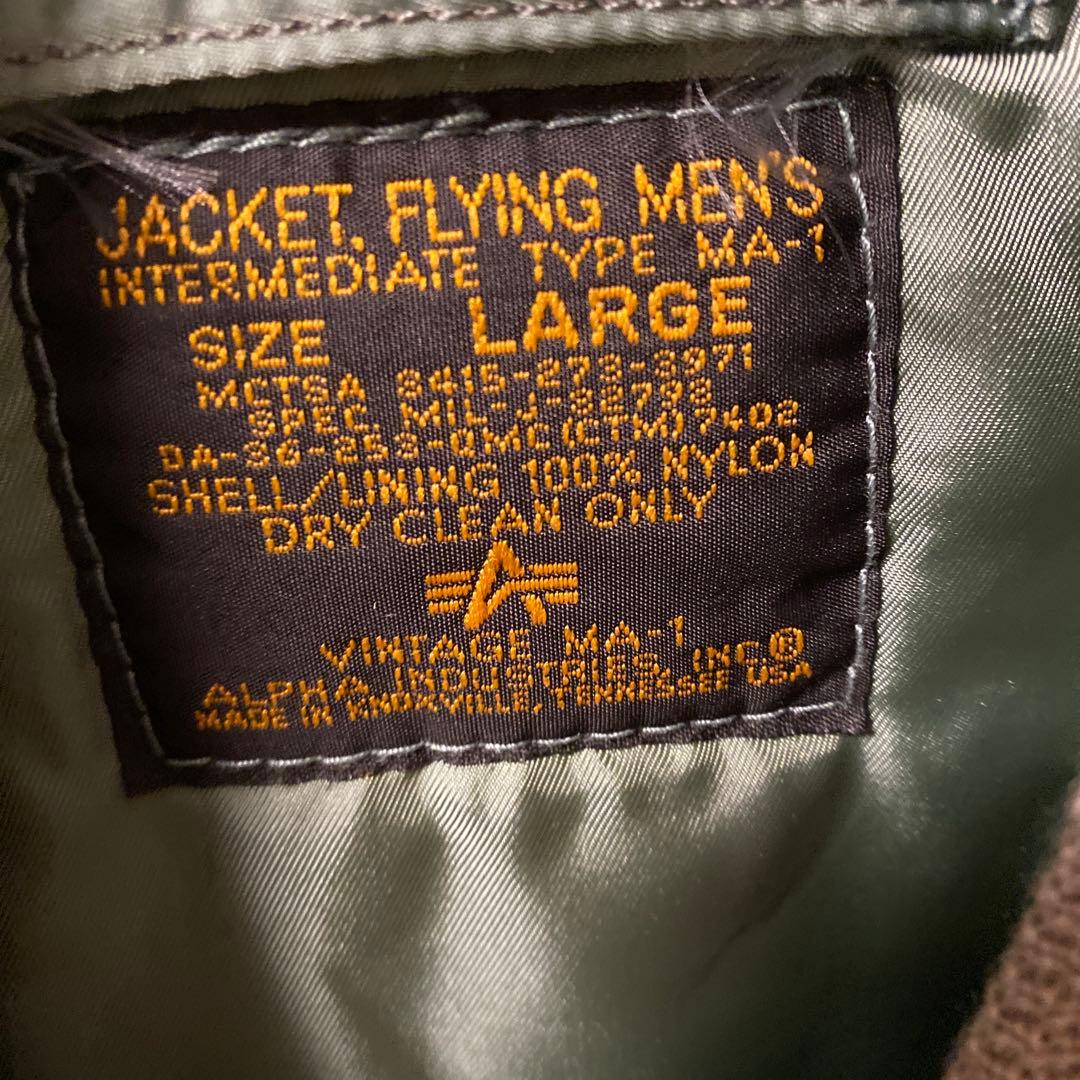 JACKET, FLYING MEN'S
INTERMEDIATE TYPE MA-1
SIZE LARGE
MCTSA 8415-273-3971
SPEC. MIL-J-
DA-36-253-QMC(CTM)7402
SHELL/LINING 100% NYLON
DRY CLEAN ONLY
A
VINTAGE MA-1
ALPHA INDUSTRIES, INC®
MADE IN KNOXVILLE, TENNESSEE USA